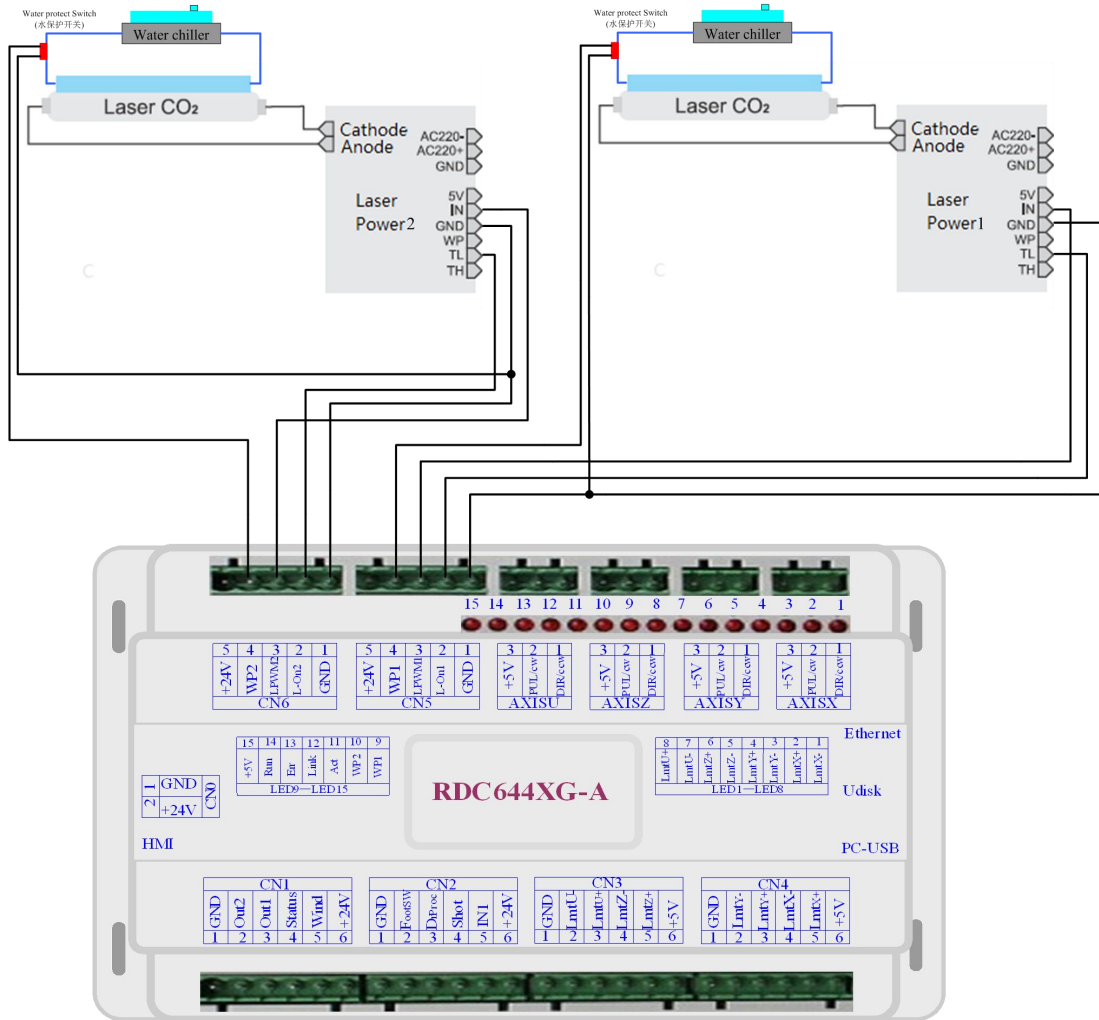 Water protect Switch
(水保护开关)
Water chiller
Laser CO₂
Cathode
Anode
AC220-
AC220+
GND
Laser
Power2
5V
IN
GND
WP
TL
TH
C
Water protect Switch
(水保护开关)
Water chiller
Laser CO₂
Cathode
Anode
AC220-
AC220+
GND
Laser
Power1
5V
IN
GND
WP
TL
TH
C
15 14 13 12 11 10 9 8 7 6 5 4 3 2 1
5 4 3 2 1
+24V WP2 LPWM2 L-On2 GND
CN6
5 4 3 2 1
+24V WP1 LPWM1 L-On1 GND
CN5
3 2 1
+5V PUL/cw DIR/ccw
AXISU
3 2 1
+5V PUL/cw DIR/ccw
AXISZ
3 2 1
+5V PUL/cw DIR/ccw
AXISY
3 2 1
+5V PUL/cw DIR/ccw
AXISX
Ethernet
15 14 13 12 11 10 9
+5V Run Err Link Act WP2 WP1
LED9—LED15
8 7 6 5 4 3 2 1
LmtU+ LmtU- LmtZ+ LmtZ- LmtY+ LmtY- LmtX+ LmtX-
LED1—LED8
1 GND
2 +24V
CN0
RDC644XG-A
Udisk
HMI
PC-USB
CN1
GND Out2 Out1 Status Wind +24V
1 2 3 4 5 6
CN2
GND FootSW DrProc Shot IN1 +24V
1 2 3 4 5 6
CN3
GND LmtU- LmtU+ LmtZ- LmtZ+ +5V
1 2 3 4 5 6
CN4
GND LmtY- LmtY+ LmtX- LmtX+ +5V
1 2 3 4 5 6